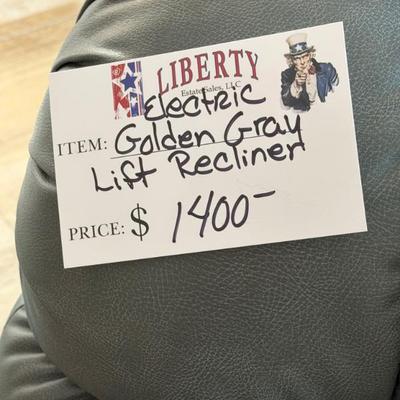 LIBERTY
Estate Sales, LLC
Electric
ITEM: Golden Gray
Lift Recliner
PRICE: $ 1400-